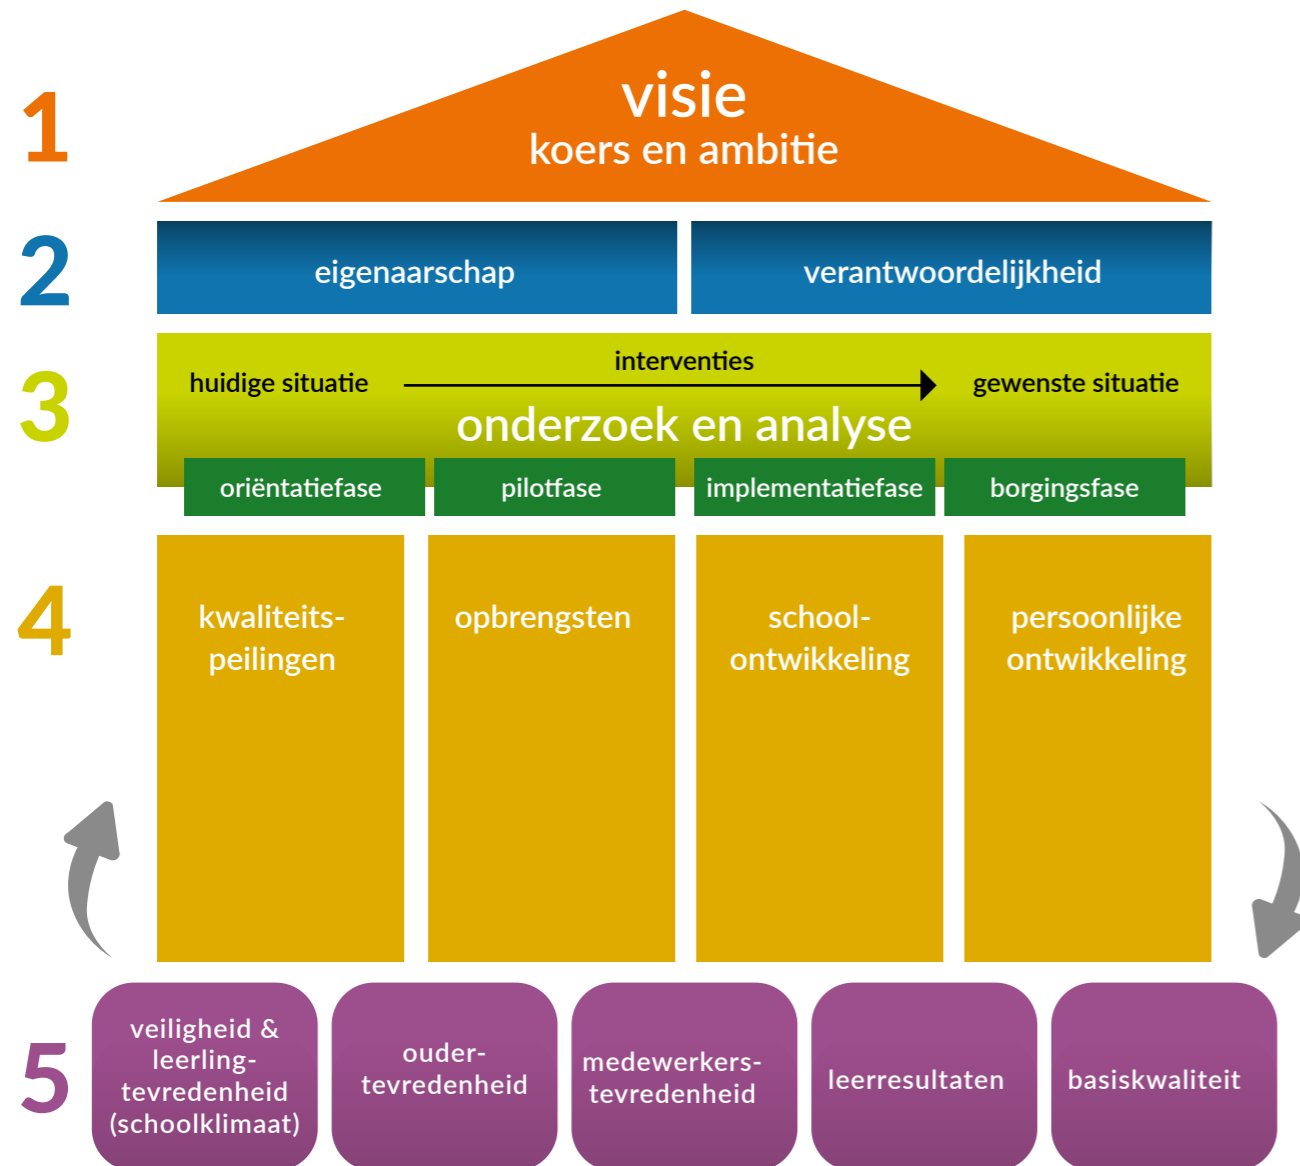 1
visie
koers en ambitie
2
eigenaarschap
verantwoordelijkheid
3
huidige situatie
interventies
gewenste situatie
onderzoek en analyse
oriëntatiefase
pilotfase
implementatiefase
borgingsfase
4
kwaliteits-
peilingen
opbrengsten
school-
ontwikkeling
persoonlijke
ontwikkeling
5
veiligheid &
leerling-
tevredenheid
(schoolklimaat)
ouder-
tevredenheid
medewerkers-
tevredenheid
leerresultaten
basiskwaliteit